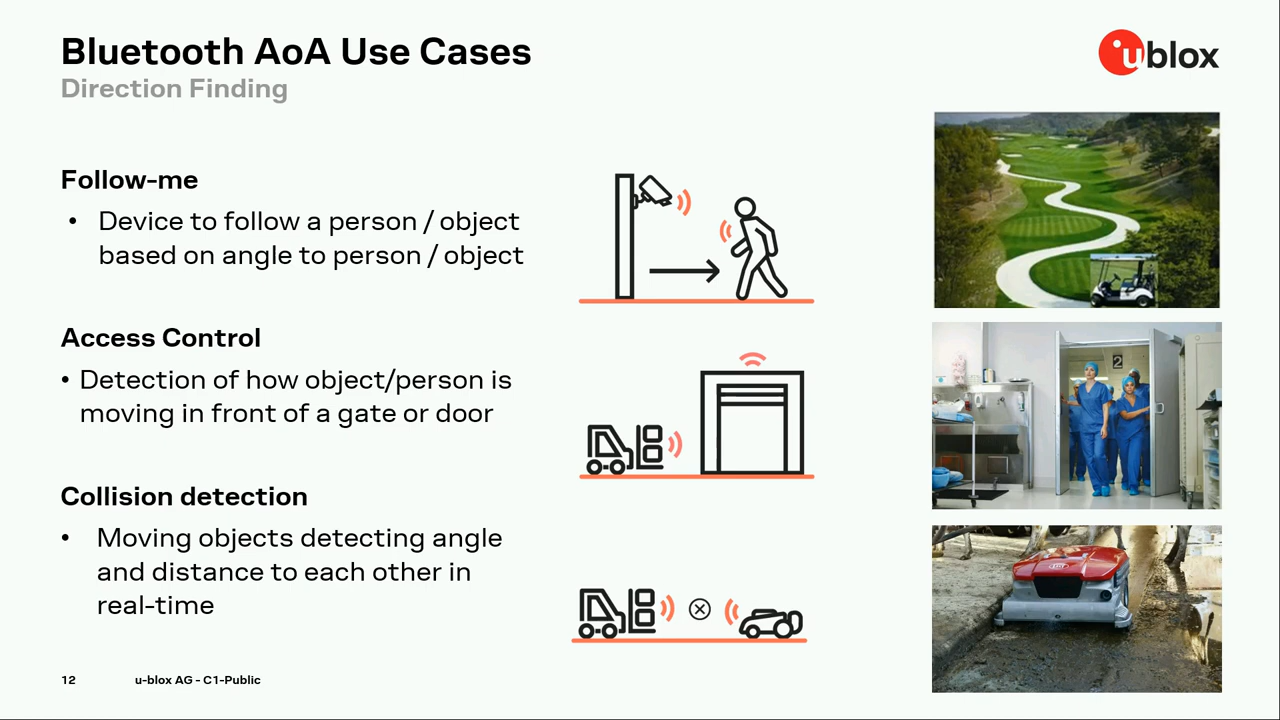 Bluetooth AoA Use Cases
Direction Finding
ublox
Follow-me
• Device to follow a person / object
based on angle to person / object
Access Control
• Detection of how object/person is
moving in front of a gate or door
2
Collision detection
• Moving objects detecting angle
and distance to each other in
real-time
12
u-blox AG - C1-Public